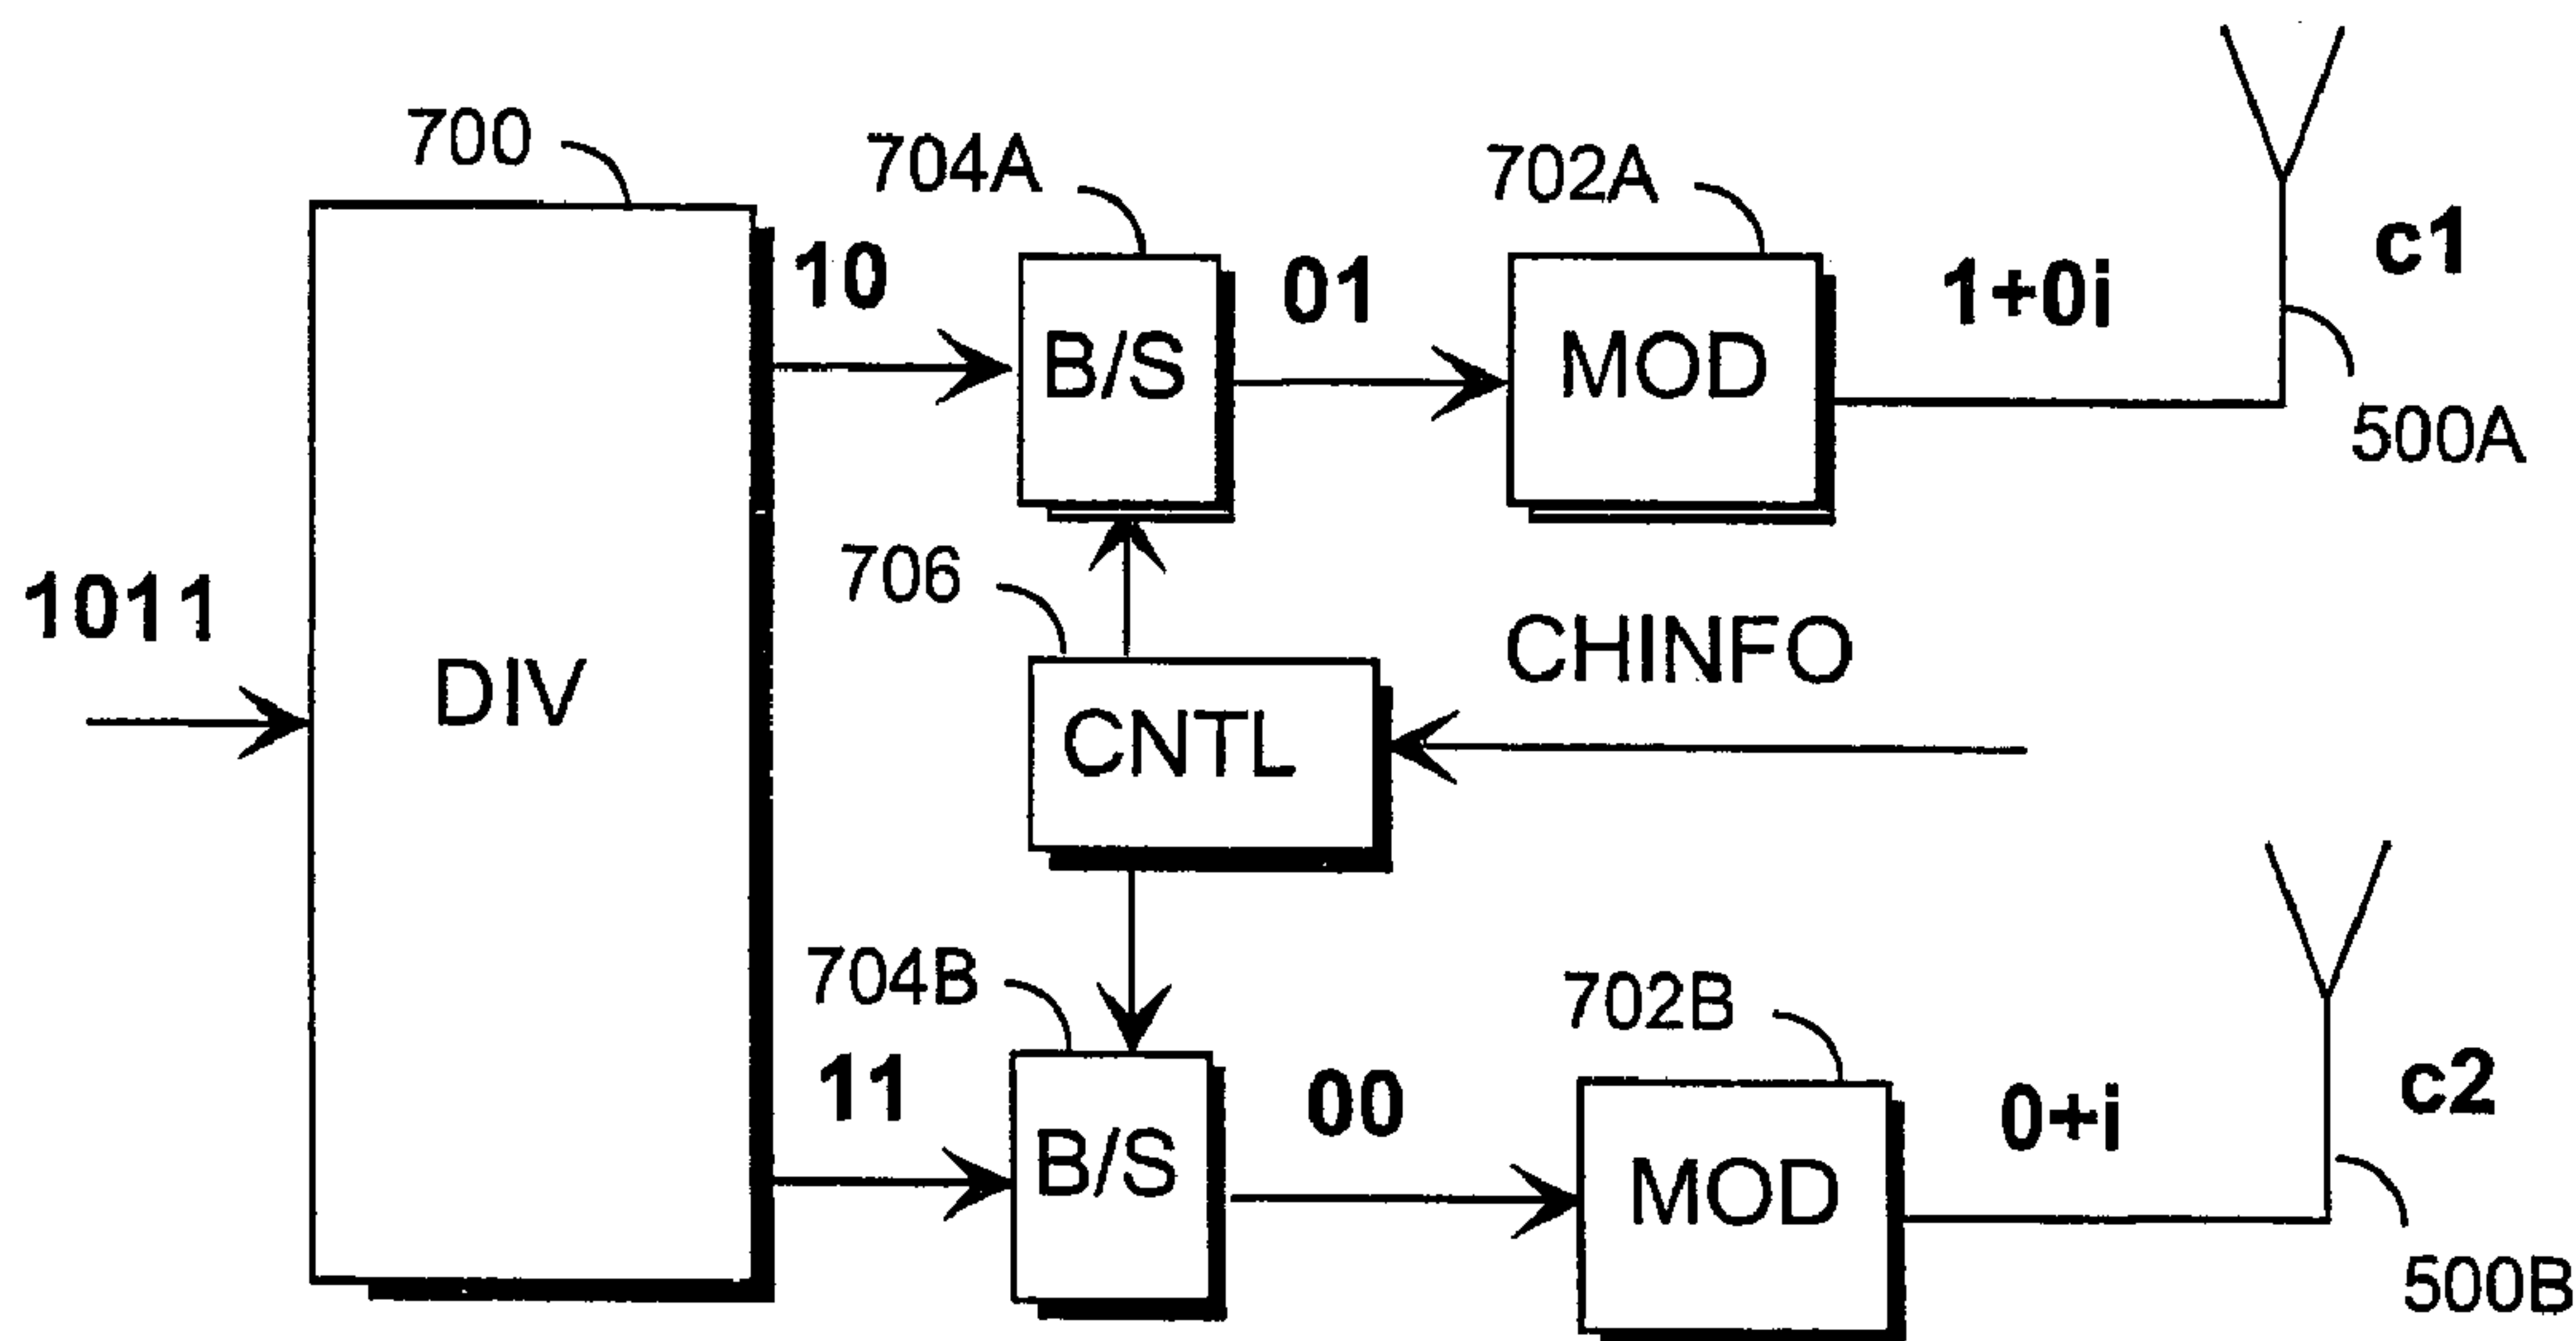 700
704A
702A
c1
10
01
1+0i
B/S
MOD
500A
1011
706
CHINFO
DIV
CNTL
704B
702B
11
00
0+i
c2
B/S
MOD
500B